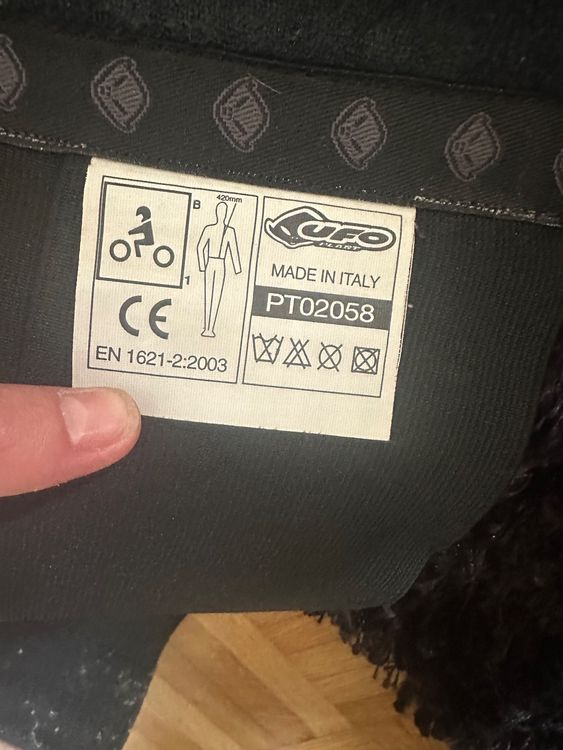 B
420mm
1
CE
EN 1621-2:2003
UFO
PLAST
MADE IN ITALY
PT02058